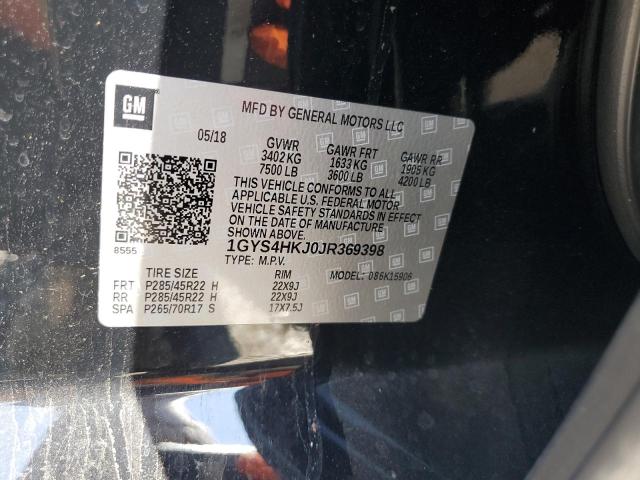 GM
MFD BY GENERAL MOTORS LLC
05/18 GVWR GAWR FRT GAWR RR
3402 KG 1633 KG 1905 KG
7500 LB 3600 LB 4200 LB
THIS VEHICLE CONFORMS TO ALL
APPLICABLE U.S. FEDERAL MOTOR
VEHICLE SAFETY STANDARDS IN EFFECT
ON THE DATE OF MANUFACTURE
SHOWN ABOVE.
8555 1GYS4HKJ0JR369398
TYPE: M.P.V. MODEL: 086K15906
TIRE SIZE RIM
FRT P285/45R22 H 22X9J
RR P285/45R22 H 22X9J
SPA P265/70R17 S 17X7.5J